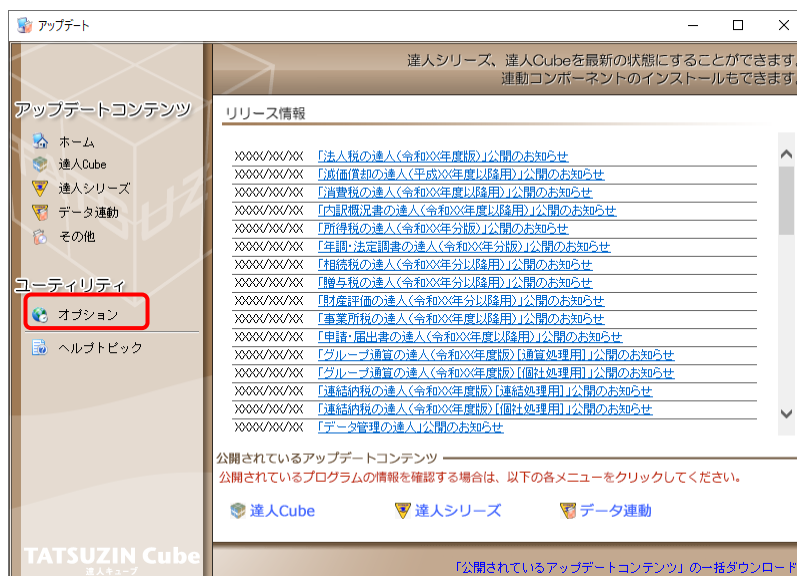 アップデート
達人シリーズ、達人Cubeを最新の状態にすることができます。
連動コンポーネントのインストールもできます。
アップデートコンテンツ
ホーム
達人Cube
達人シリーズ
データ連動
その他
ユーティリティ
オプション
ヘルプトピック
リリース情報
XXXX/XX/XX 「法人税の達人(令和XX年度版)」公開のお知らせ
XXXX/XX/XX 「減価償却の達人(平成XX年度以降用)」公開のお知らせ
XXXX/XX/XX 「消費税の達人(令和XX年度以降用)」公開のお知らせ
XXXX/XX/XX 「内訳概況書の達人(令和XX年度以降用)」公開のお知らせ
XXXX/XX/XX 「所得税の達人(令和XX年分版)」公開のお知らせ
XXXX/XX/XX 「年調・法定調書の達人(令和XX年分版)」公開のお知らせ
XXXX/XX/XX 「相続税の達人(令和XX年分以降用)」公開のお知らせ
XXXX/XX/XX 「贈与税の達人(令和XX年分以降用)」公開のお知らせ
XXXX/XX/XX 「財産評価の達人(令和XX年分以降用)」公開のお知らせ
XXXX/XX/XX 「事業所税の達人(令和XX年度以降用)」公開のお知らせ
XXXX/XX/XX 「申請・届出書の達人(令和XX年度以降用)」公開のお知らせ
XXXX/XX/XX 「グループ通算の達人(令和XX年度版)[通算処理用]」公開のお知らせ
XXXX/XX/XX 「グループ通算の達人(令和XX年度版)[個社処理用]」公開のお知らせ
XXXX/XX/XX 「連結納税の達人(令和XX年度版)[連結処理用]」公開のお知らせ
XXXX/XX/XX 「連結納税の達人(令和XX年度版)[個社処理用]」公開のお知らせ
XXXX/XX/XX 「データ管理の達人」公開のお知らせ
公開されているアップデートコンテンツ
公開されているプログラムの情報を確認する場合は、以下の各メニューをクリックしてください。
達人Cube 達人シリーズ データ連動
TATSUZIN Cube
達人キューブ
「公開されているアップデートコンテンツ」の一括ダウンロード